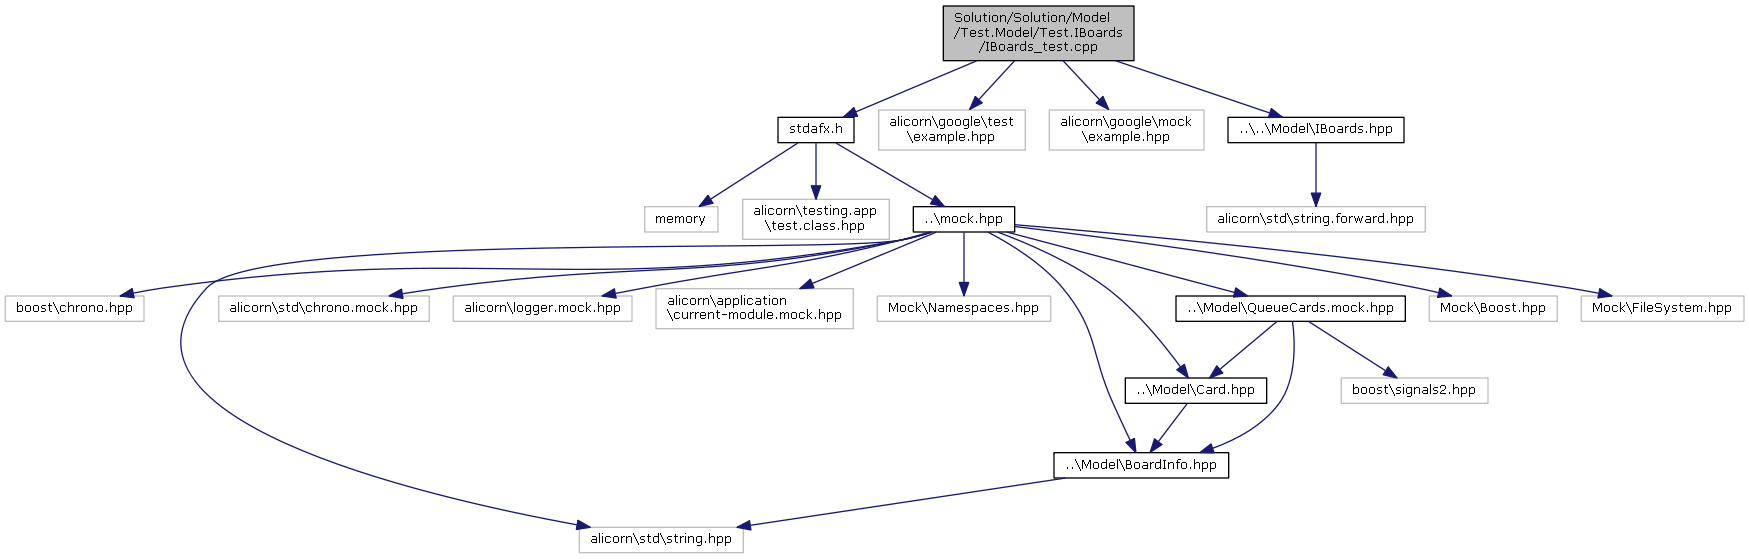 Solution/Solution/Model
/Test.Model/Test.IBoards
/IBoards_test.cpp
stdafx.h
alicorn\google\test
\example.hpp
alicorn\google\mock
\example.hpp
..\..\Model\IBoards.hpp
memory
alicorn\testing.app
\test.class.hpp
..\mock.hpp
alicorn\std\string.forward.hpp
boost\chrono.hpp
alicorn\std\chrono.mock.hpp
alicorn\logger.mock.hpp
alicorn\application
\current-module.mock.hpp
Mock\Namespaces.hpp
..\Model\QueueCards.mock.hpp
Mock\Boost.hpp
Mock\FileSystem.hpp
..\Model\Card.hpp
boost\signals2.hpp
..\Model\BoardInfo.hpp
alicorn\std\string.hpp